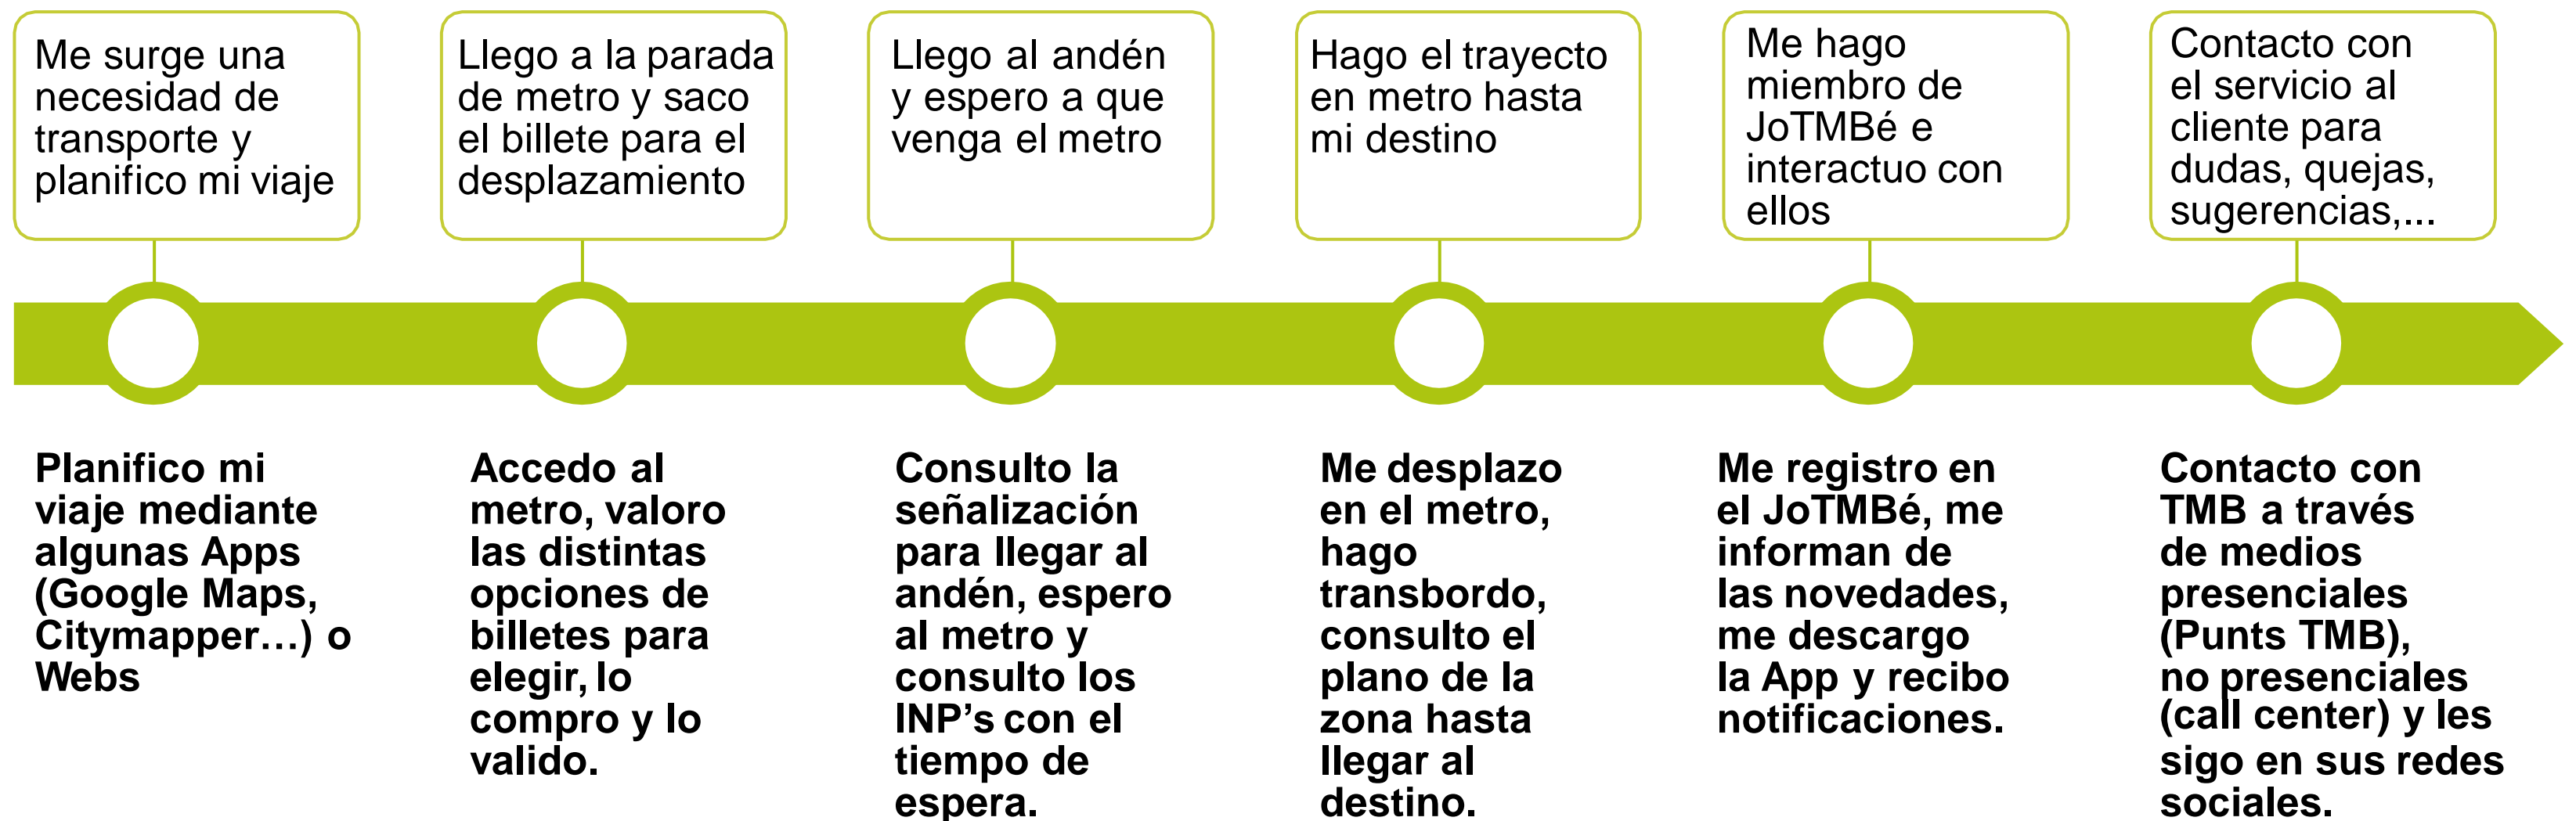 Me surge una
necesidad de
transporte y
planifico mi viaje
Llego a la parada
de metro y saco
el billete para el
desplazamiento
Llego al andén
y espero a que
venga el metro
Hago el trayecto
en metro hasta
mi destino
Me hago
miembro de
JoTMBé e
interactuo con
ellos
Contacto con
el servicio al
cliente para
dudas, quejas,
sugerencias,...
Planifico mi
viaje mediante
algunas Apps
(Google Maps,
Citymapper…) o
Webs
Accedo al
metro, valoro
las distintas
opciones de
billetes para
elegir, lo
compro y lo
valido.
Consulto la
señalización
para llegar al
andén, espero
al metro y
consulto los
INP’s con el
tiempo de
espera.
Me desplazo
en el metro,
hago
transbordo,
consulto el
plano de la
zona hasta
llegar al
destino.
Me registro en
el JoTMBé, me
informan de
las novedades,
me descargo
la App y recibo
notificaciones.
Contacto con
TMB a través
de medios
presenciales
(Punts TMB),
no presenciales
(call center) y les
sigo en sus redes
sociales.